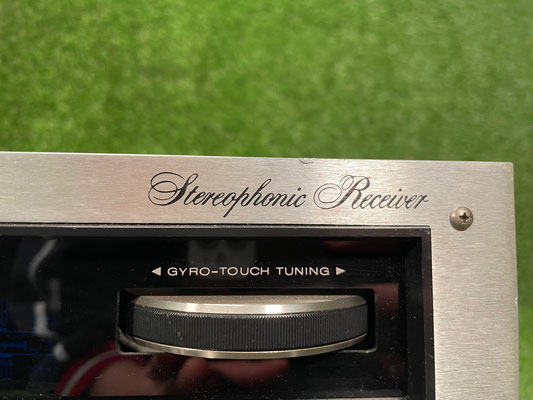 Stereophonic Receiver
◄ GYRO-TOUCH TUNING ►